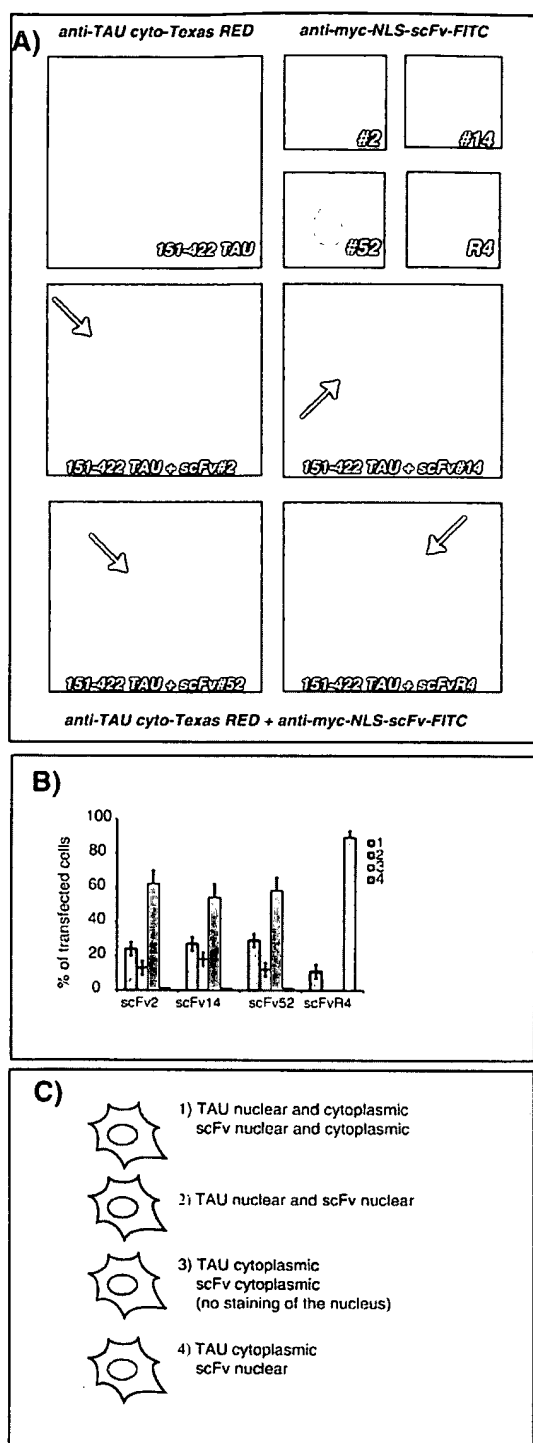 A)
anti-TAU cyto-Texas RED
anti-myc-NLS-scFv-FITC
151-422 TAU
#2
#14
#52
R4
151-422 TAU + scFv#2
151-422 TAU + scFv#14
151-422 TAU + scFv#52
151-422 TAU + scFvR4
anti-TAU cyto-Texas RED + anti-myc-NLS-scFv-FITC
B)
% of transfected cells
100
80
60
40
20
0
scFv2
scFv14
scFv52
scFvR4
1
2
3
4
C)
1) TAU nuclear and cytoplasmic
scFv nuclear and cytoplasmic
2) TAU nuclear and scFv nuclear
3) TAU cytoplasmic
scFv cytoplasmic
(no staining of the nucleus)
4) TAU cytoplasmic
scFv nuclear